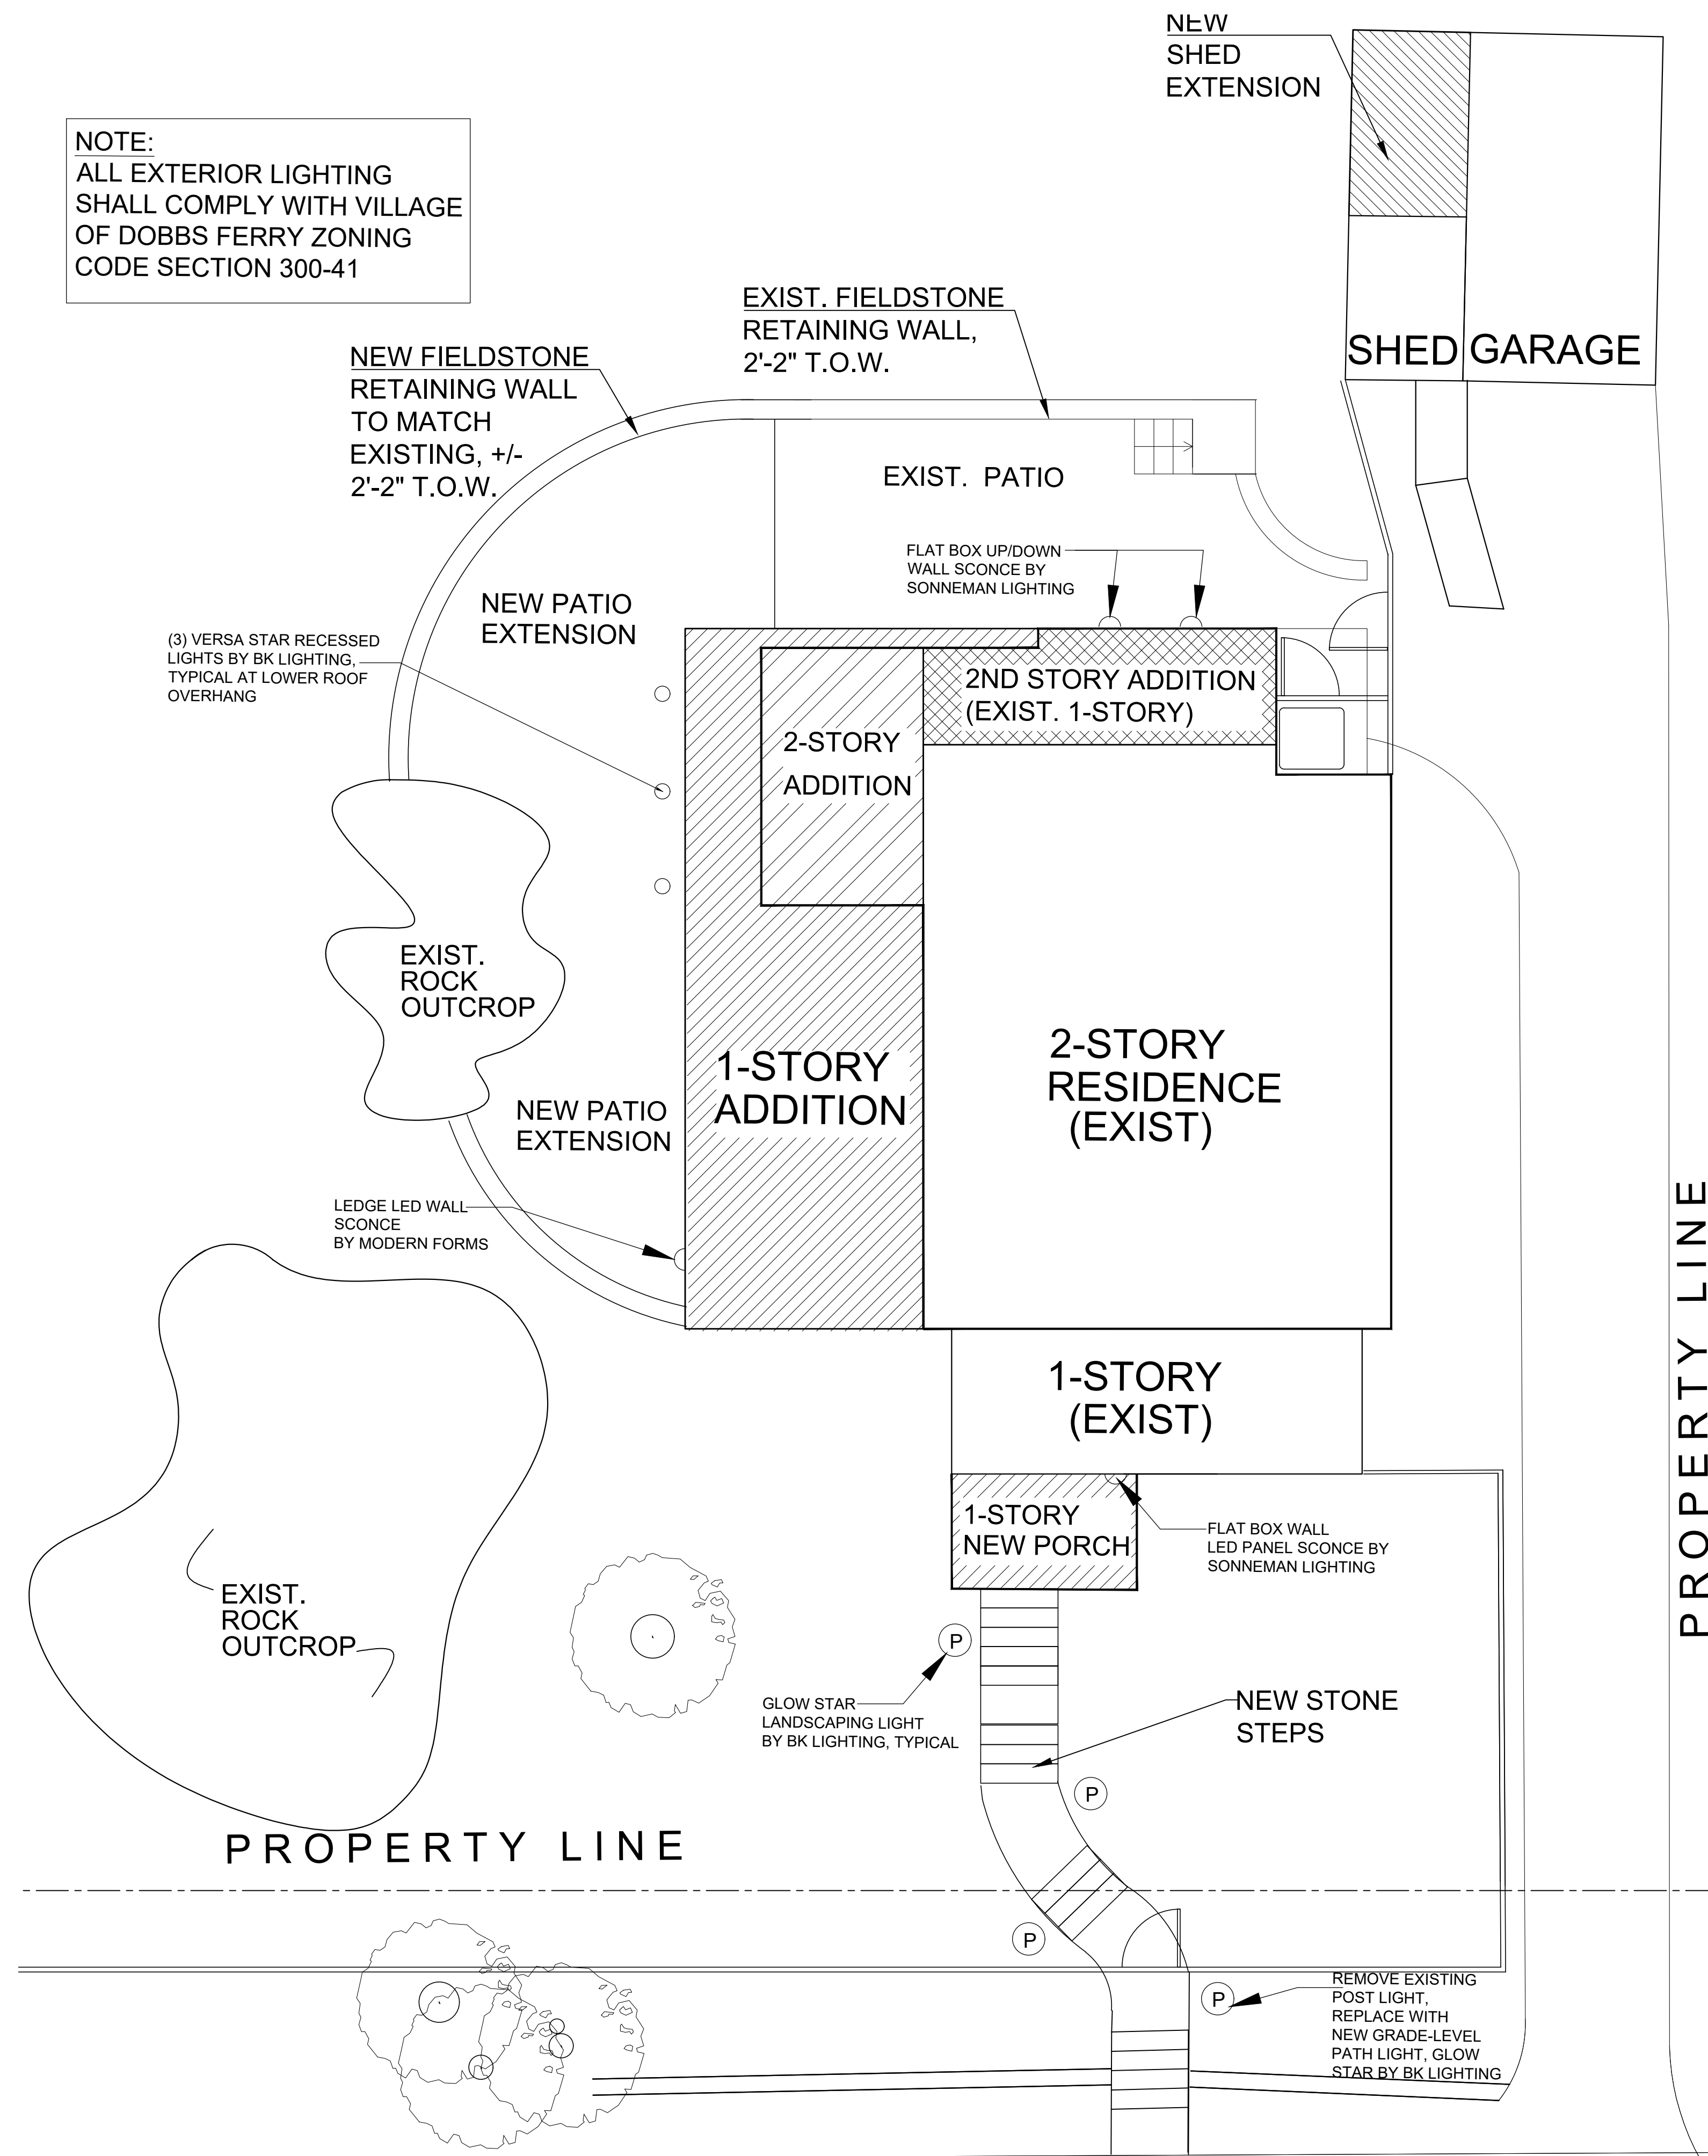 NEW
SHED
EXTENSION
NOTE:
ALL EXTERIOR LIGHTING
SHALL COMPLY WITH VILLAGE
OF DOBBS FERRY ZONING
CODE SECTION 300-41
SHED
GARAGE
EXIST. FIELDSTONE
RETAINING WALL,
2'-2" T.O.W.
NEW FIELDSTONE
RETAINING WALL
TO MATCH
EXISTING, +/-
2'-2" T.O.W.
EXIST. PATIO
FLAT BOX UP/DOWN
WALL SCONCE BY
SONNEMAN LIGHTING
NEW PATIO
EXTENSION
(3) VERSA STAR RECESSED
LIGHTS BY BK LIGHTING,
TYPICAL AT LOWER ROOF
OVERHANG
2ND STORY ADDITION
(EXIST. 1-STORY)
2-STORY
ADDITION
EXIST.
ROCK
OUTCROP
1-STORY
ADDITION
2-STORY
RESIDENCE
(EXIST)
NEW PATIO
EXTENSION
LEDGE LED WALL
SCONCE
BY MODERN FORMS
PROPERTY LINE
1-STORY
(EXIST)
1-STORY
NEW PORCH
FLAT BOX WALL
LED PANEL SCONCE BY
SONNEMAN LIGHTING
EXIST.
ROCK
OUTCROP
P
GLOW STAR
LANDSCAPING LIGHT
BY BK LIGHTING, TYPICAL
NEW STONE
STEPS
P
PROPERTY LINE
P
P
REMOVE EXISTING
POST LIGHT,
REPLACE WITH
NEW GRADE-LEVEL
PATH LIGHT, GLOW
STAR BY BK LIGHTING